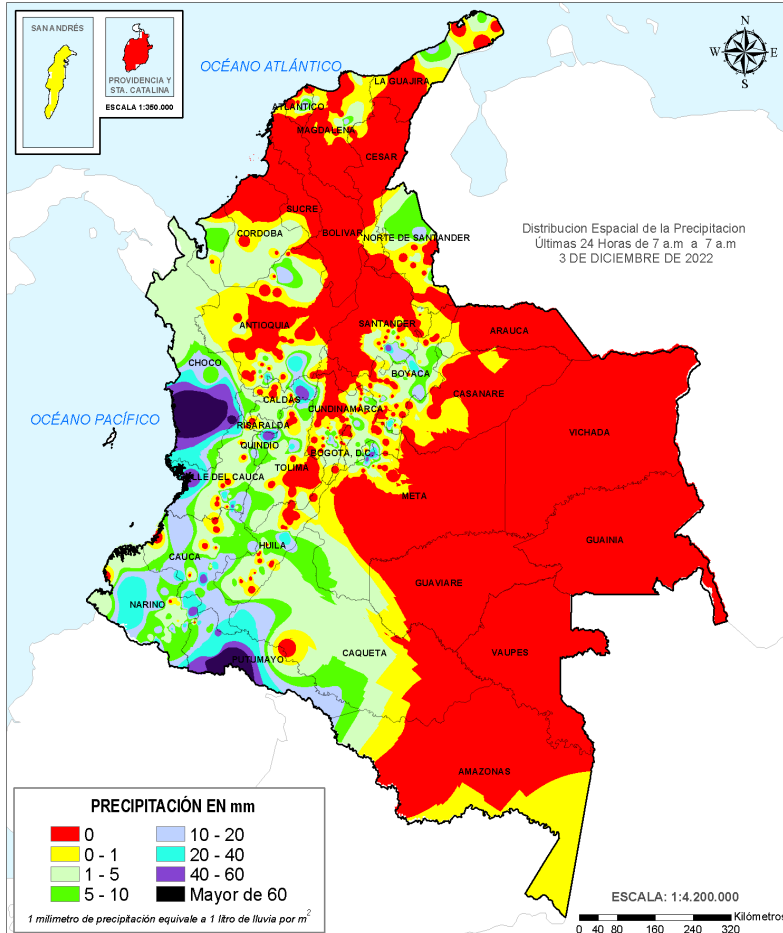 SAN ANDRÉS
PROVIDENCIA Y
STA. CATALINA
ESCALA 1:350.000
N
W E
S
OCÉANO ATLÁNTICO
LA GUAJIRA
ATLANTICO
MAGDALENA
CESAR
SUCRE
CORDOBA
BOLIVAR
NORTE DE SANTANDER
Distribucion Espacial de la Precipitacion
Últimas 24 Horas de 7 a.m a 7 a.m
3 DE DICIEMBRE DE 2022
ANTIOQUIA
SANTANDER
ARAUCA
CHOCO
BOYACA
CASANARE
CALDAS
CUNDINAMARCA
OCÉANO PACÍFICO
RISARALDA
VICHADA
QUINDIO
BOGOTA, D.C.
TOLIMA
LLE DEL CAUCA
META
GUAINIA
HUILA
CAUCA
GUAVIARE
NARINO
CAQUETA
VAUPES
PUTUMAYO
AMAZONAS
PRECIPITACIÓN EN mm
0
0 - 1
1 - 5
5 - 10
10 - 20
20 - 40
40 - 60
Mayor de 60
1 milimetro de precipitación equivale a 1 litro de lluvia por m2
ESCALA: 1:4.200.000
Kilómetros
0 40 80 160 240 320